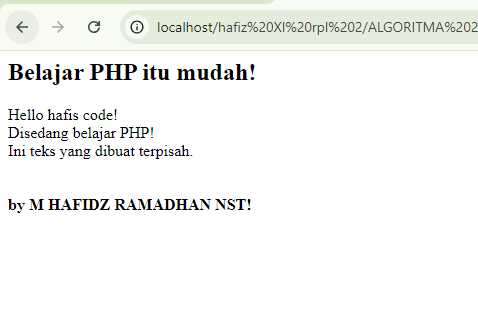 localhost/hafiz%20XI%20rpl%202/ALGORITMA%202
Belajar PHP itu mudah!
Hello hafis code!
Disedang belajar PHP!
Ini teks yang dibuat terpisah.
by M HAFIDZ RAMADHAN NST!